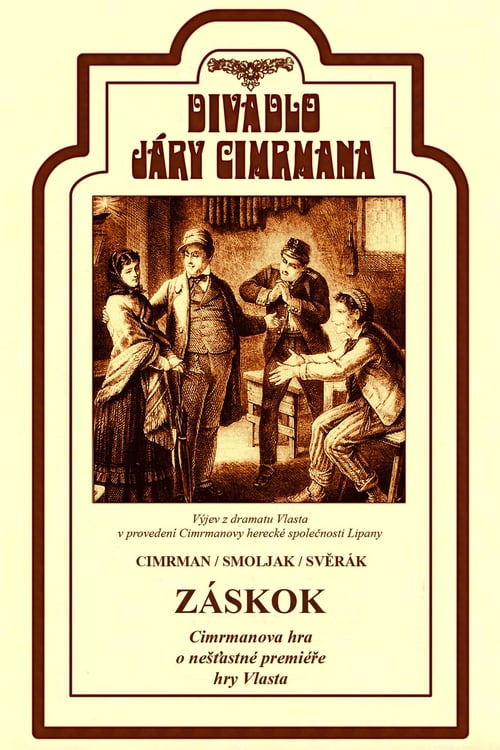 DIVADLO
JÁRY CIMRMANA
Výjev z dramatu Vlasta
v provedení Cimrmanovy herecké společnosti Lipany
CIMRMAN / SMOLJAK / SVĚRÁK
ZÁSKOK
Cimrmanova hra
o nešťastné premiéře
hry Vlasta